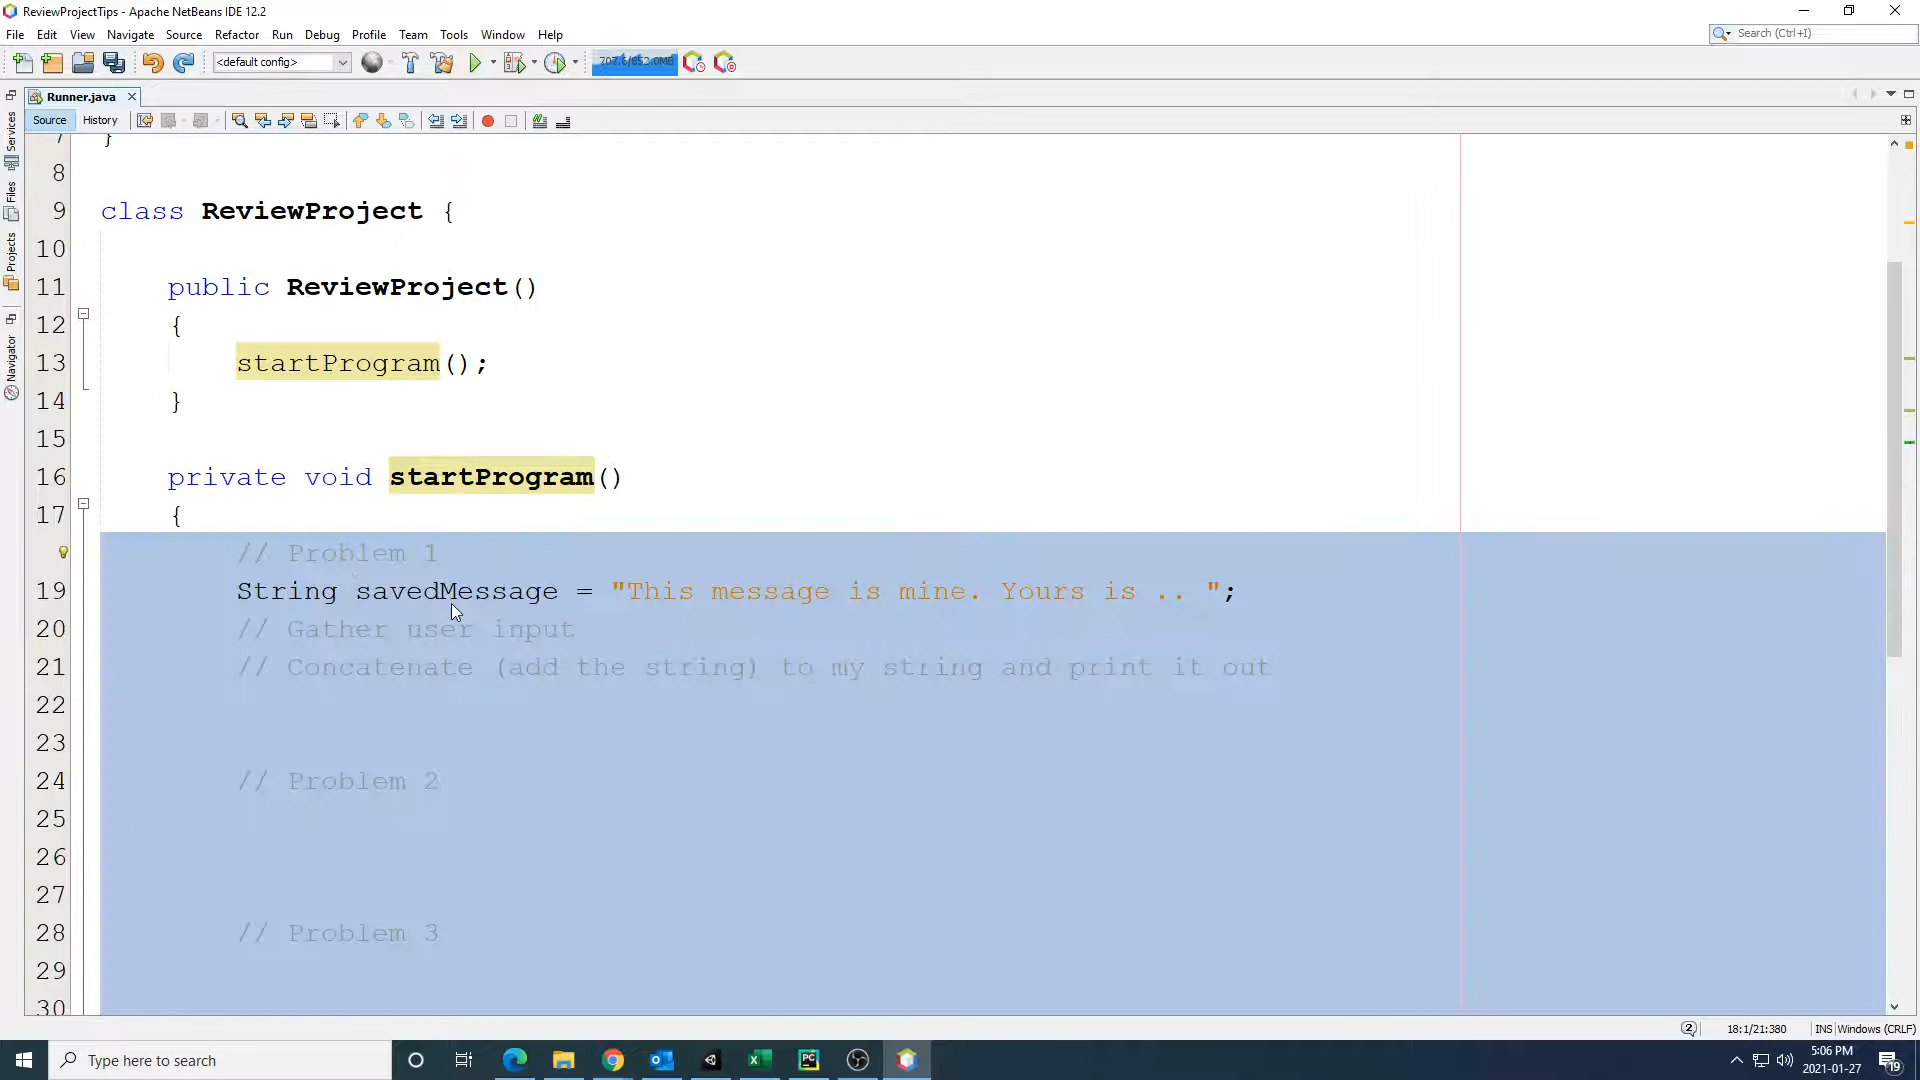 ReviewProjectTips - Apache NetBeans IDE 12.2
File Edit View Navigate Source Refactor Run Debug Profile Team Tools Window Help
Search (Ctrl+I)
<default config>
Runner.java
Source History
Services
Files
Projects
Navigator
7 }
8
9 class ReviewProject {
10
11 public ReviewProject()
12 {
13 startProgram();
14 }
15
16 private void startProgram()
17 {
// Problem 1
19 String savedMessage = "This message is mine. Yours is .. ";
20 // Gather user input
21 // Concatenate (add the string) to my string and print it out
22
23
24 // Problem 2
25
26
27
28 // Problem 3
29
30
2 18:1/21:380 INS Windows (CRLF)
Type here to search
5:06 PM
2021-01-27
19